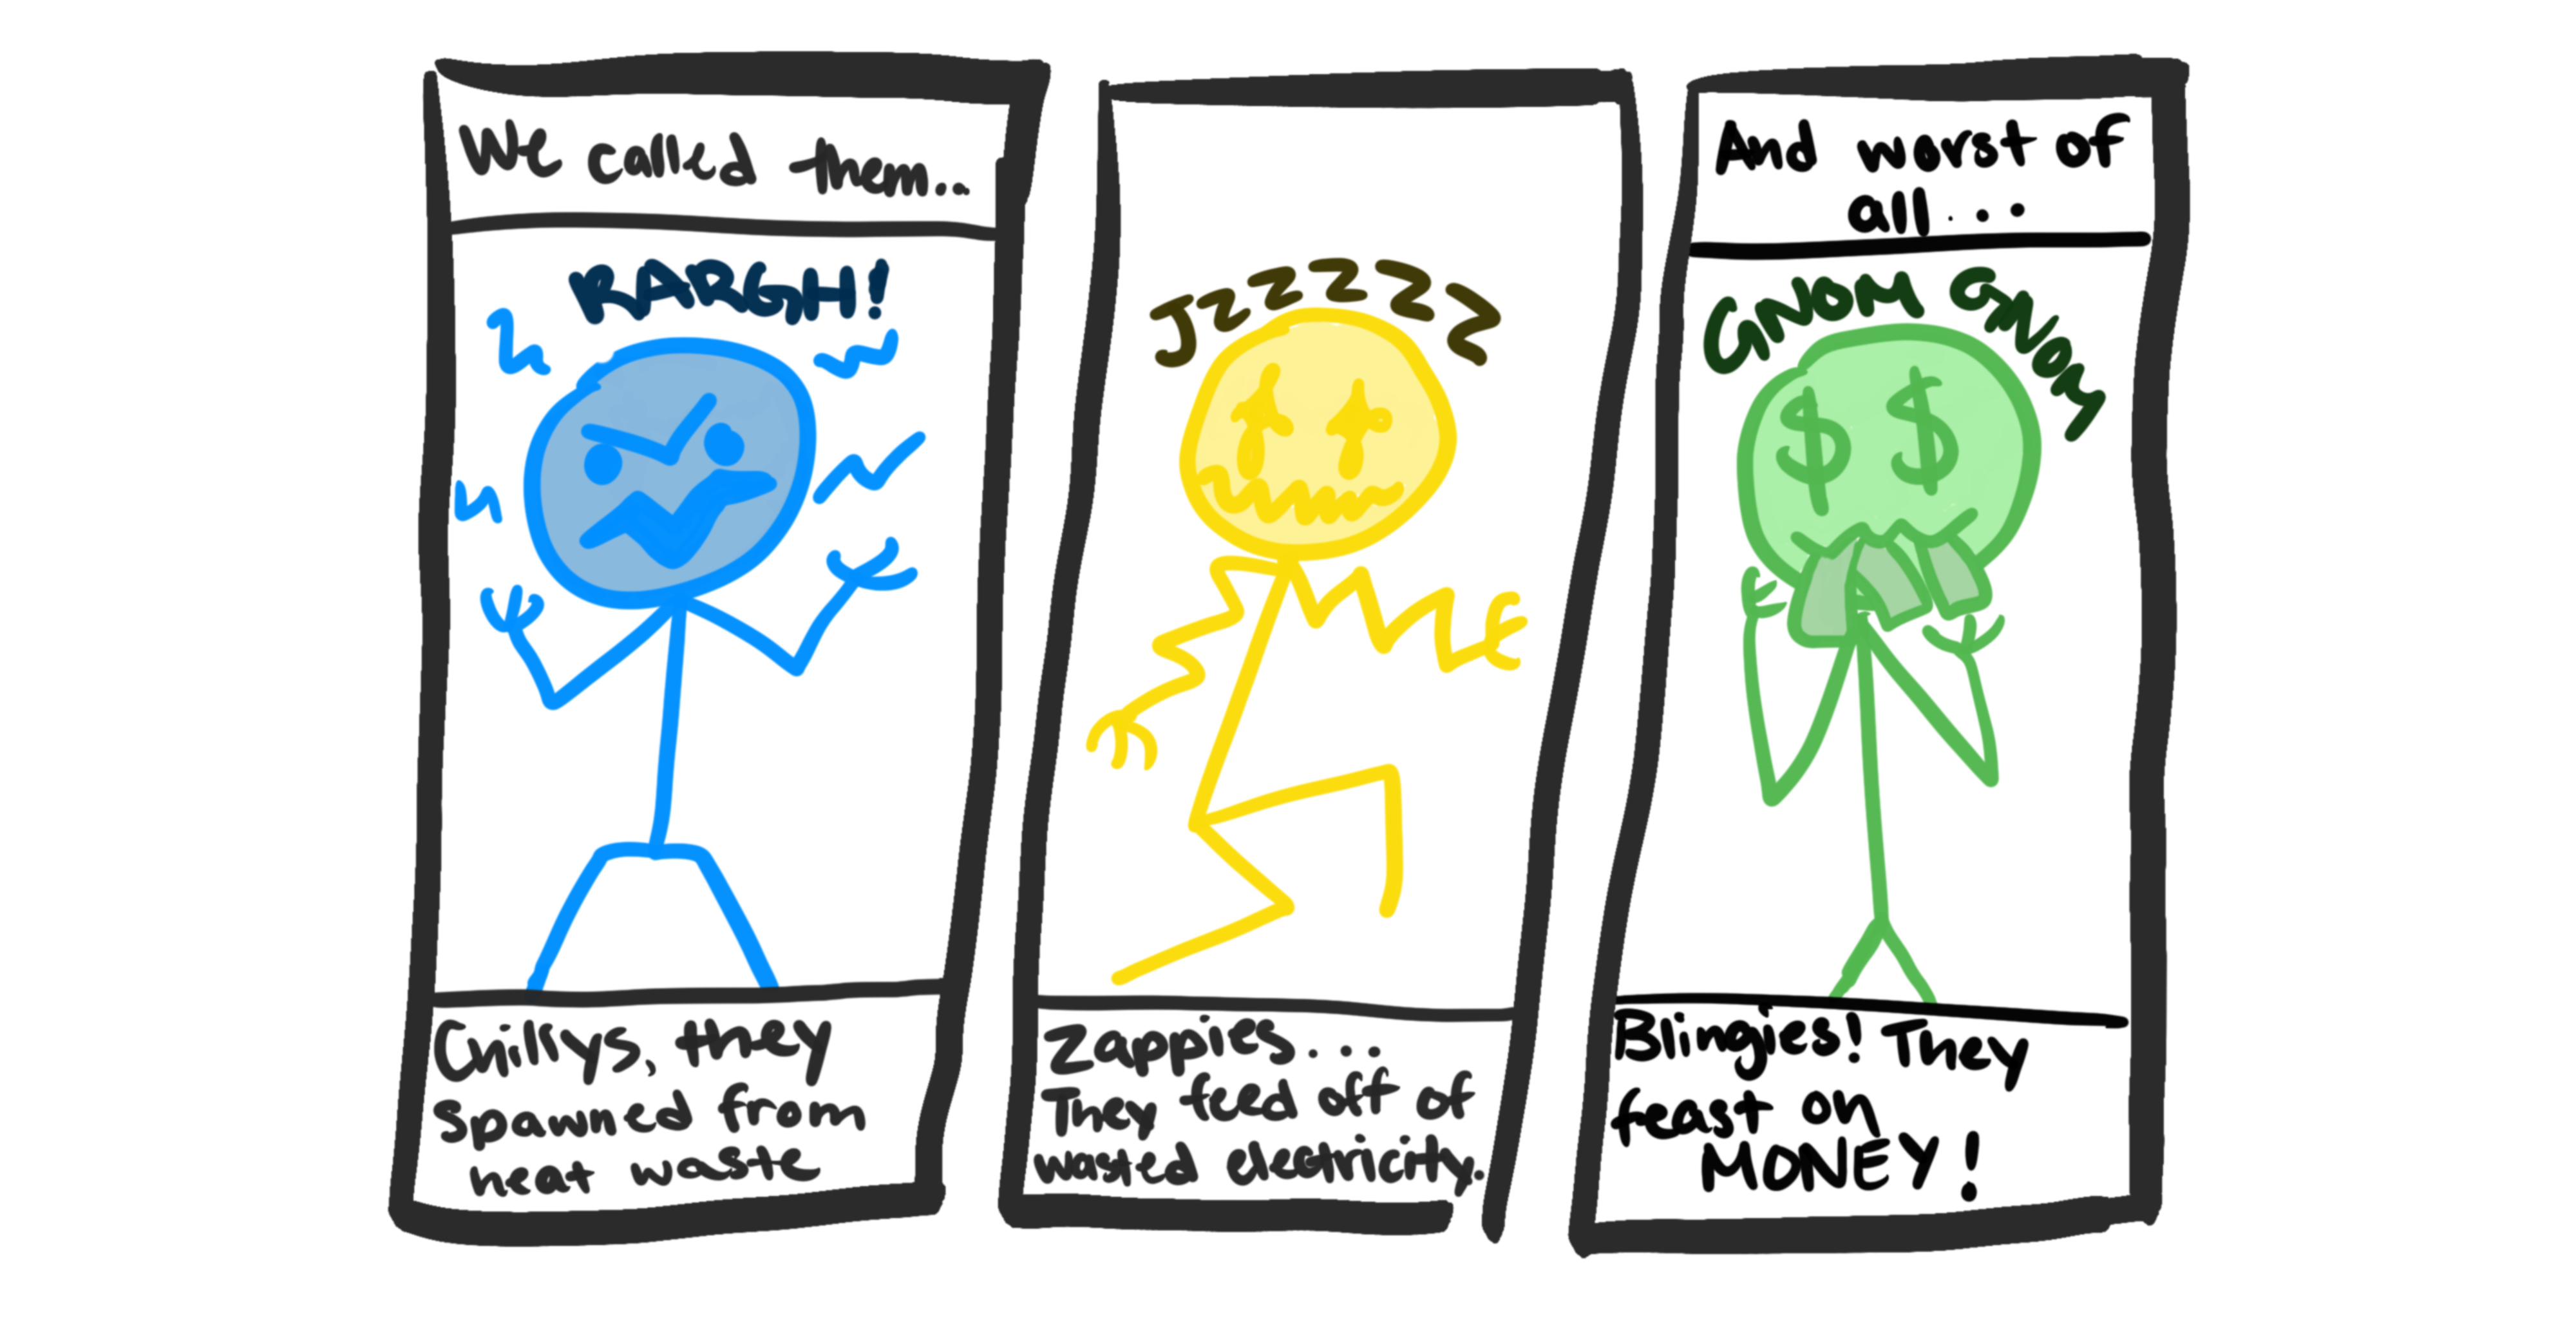 We called them...
RARGH!
Chillys, they
spawned from
heat waste
JZZZZZ
Zappies...
They feed off of
wasted electricity.
And worst of
all...
GNOM GNOM
$ $
Blingies! They
feast on
MONEY!